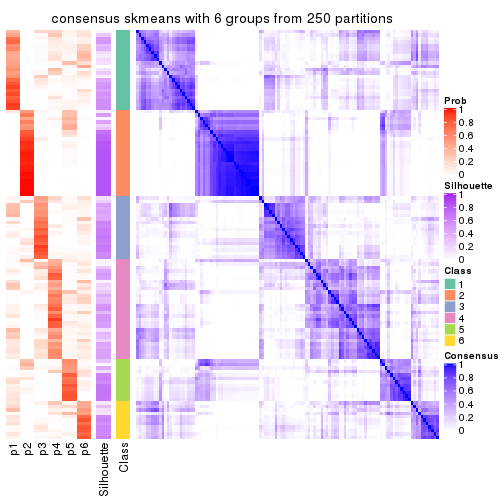 consensus skmeans with 6 groups from 250 partitions
Prob
1
0.8
0.6
0.4
0.2
0
Silhouette
1
0.8
0.6
0.4
0.2
0
Class
1
2
3
4
5
6
Consensus
1
0.8
0.6
0.4
0.2
0
p1
p2
p3
p4
p5
p6
Silhouette
Class